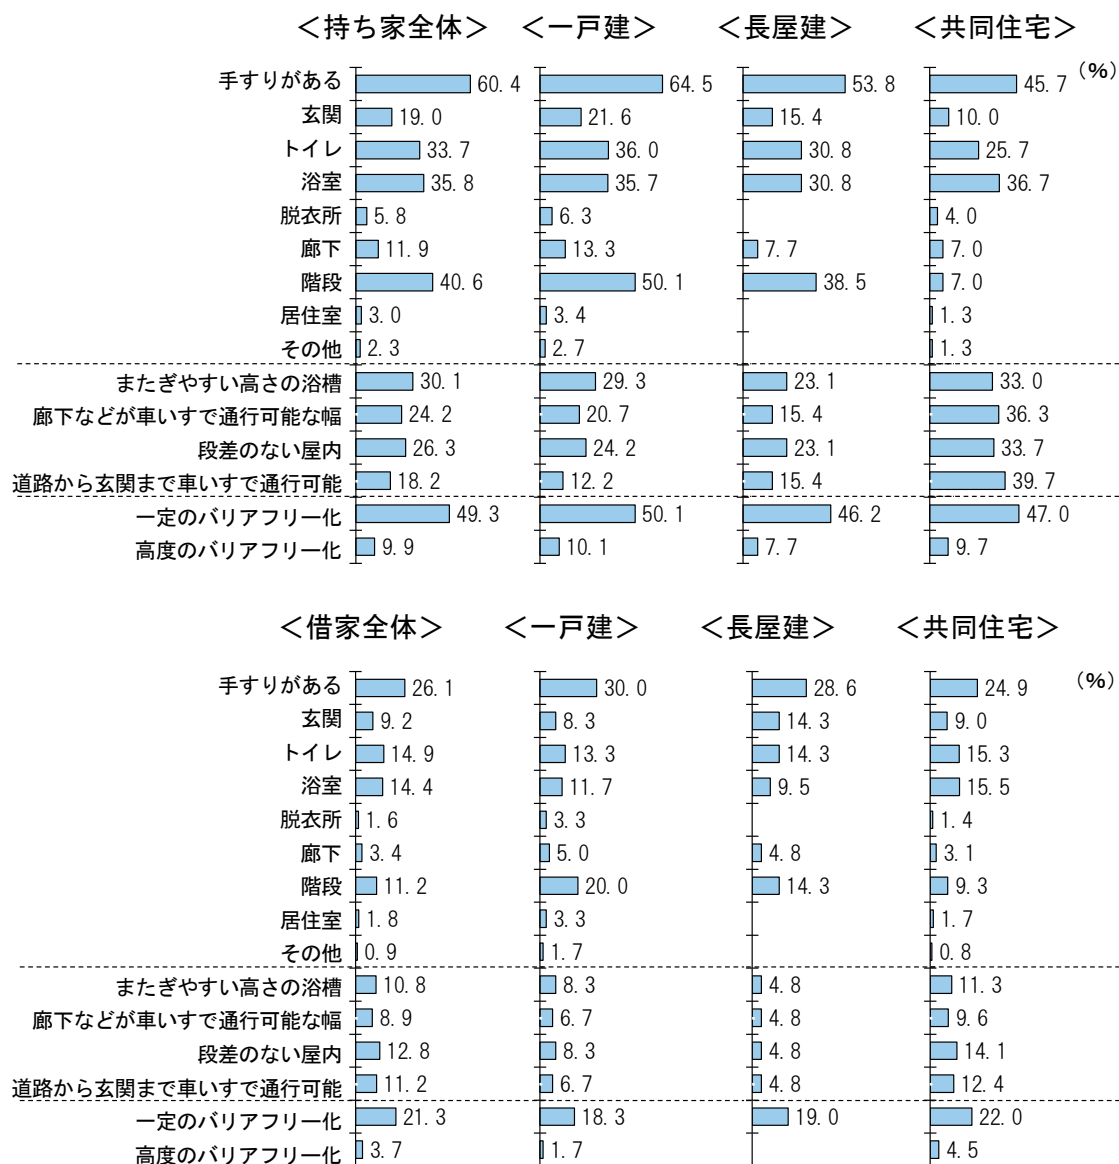 ＜持ち家全体＞ ＜一戸建＞ ＜長屋建＞ ＜共同住宅＞
(%)
手すりがある 60.4 64.5 53.8 45.7
玄関 19.0 21.6 15.4 10.0
トイレ 33.7 36.0 30.8 25.7
浴室 35.8 35.7 30.8 36.7
脱衣所 5.8 6.3 4.0
廊下 11.9 13.3 7.7 7.0
階段 40.6 50.1 38.5 7.0
居住室 3.0 3.4 1.3
その他 2.3 2.7 1.3
またぎやすい高さの浴槽 30.1 29.3 23.1 33.0
廊下などが車いすで通行可能な幅 24.2 20.7 15.4 36.3
段差のない屋内 26.3 24.2 23.1 33.7
道路から玄関まで車いすで通行可能 18.2 12.2 15.4 39.7
一定のバリアフリー化 49.3 50.1 46.2 47.0
高度のバリアフリー化 9.9 10.1 7.7 9.7
＜借家全体＞ ＜一戸建＞ ＜長屋建＞ ＜共同住宅＞
(%)
手すりがある 26.1 30.0 28.6 24.9
玄関 9.2 8.3 14.3 9.0
トイレ 14.9 13.3 14.3 15.3
浴室 14.4 11.7 9.5 15.5
脱衣所 1.6 3.3 1.4
廊下 3.4 5.0 4.8 3.1
階段 11.2 20.0 14.3 9.3
居住室 1.8 3.3 1.7
その他 0.9 1.7 0.8
またぎやすい高さの浴槽 10.8 8.3 4.8 11.3
廊下などが車いすで通行可能な幅 8.9 6.7 4.8 9.6
段差のない屋内 12.8 8.3 4.8 14.1
道路から玄関まで車いすで通行可能 11.2 6.7 4.8 12.4
一定のバリアフリー化 21.3 18.3 19.0 22.0
高度のバリアフリー化 3.7 1.7 4.5